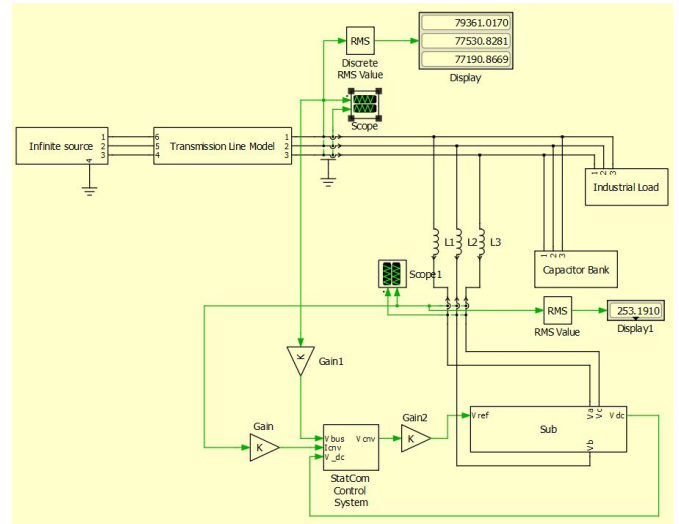 79361.0170
77530.8281
77190.8669
Display
RMS
Discrete
RMS Value
Scope
Infinite source
1
2
3
4
6
5
4
Transmission Line Model
1
2
3
1
2
3
Industrial Load
L1
L2
L3
1
2
3
Capacitor Bank
Scope1
RMS
RMS Value
253.1910
Display1
K
Gain1
Gain
K
V bus
Icnv
V _dc
V cnv
StatCom
Control
System
Gain2
K
V ref
Va
Vc
V dc
Sub
Vb